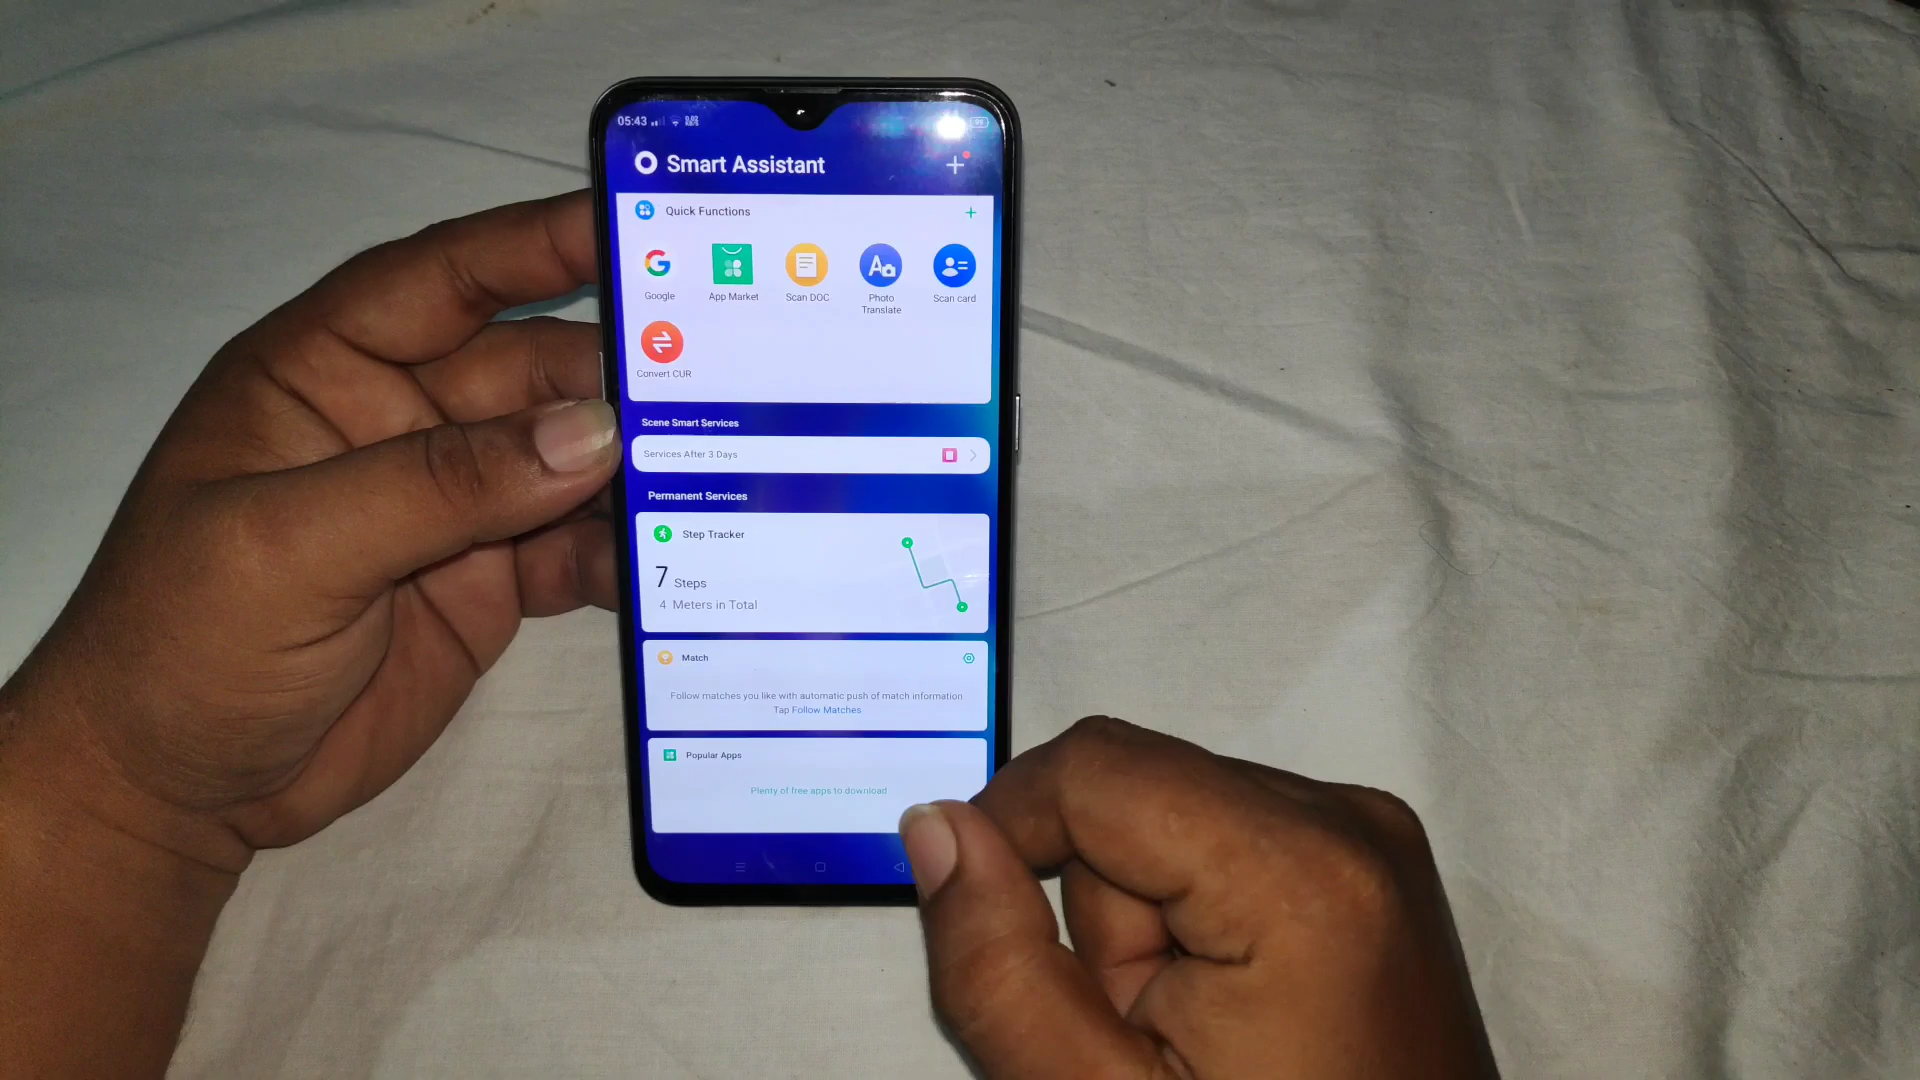 05:43
Smart Assistant
Quick Functions
Google
App Market
Scan DOC
Photo
Translate
Scan card
Convert CUR
Scene Smart Services
Services After 3 Days
Permanent Services
Step Tracker
7 Steps
4 Meters in Total
Match
Follow matches you like with automatic push of match information
Tap Follow Matches
Popular Apps
Plenty of free apps to download